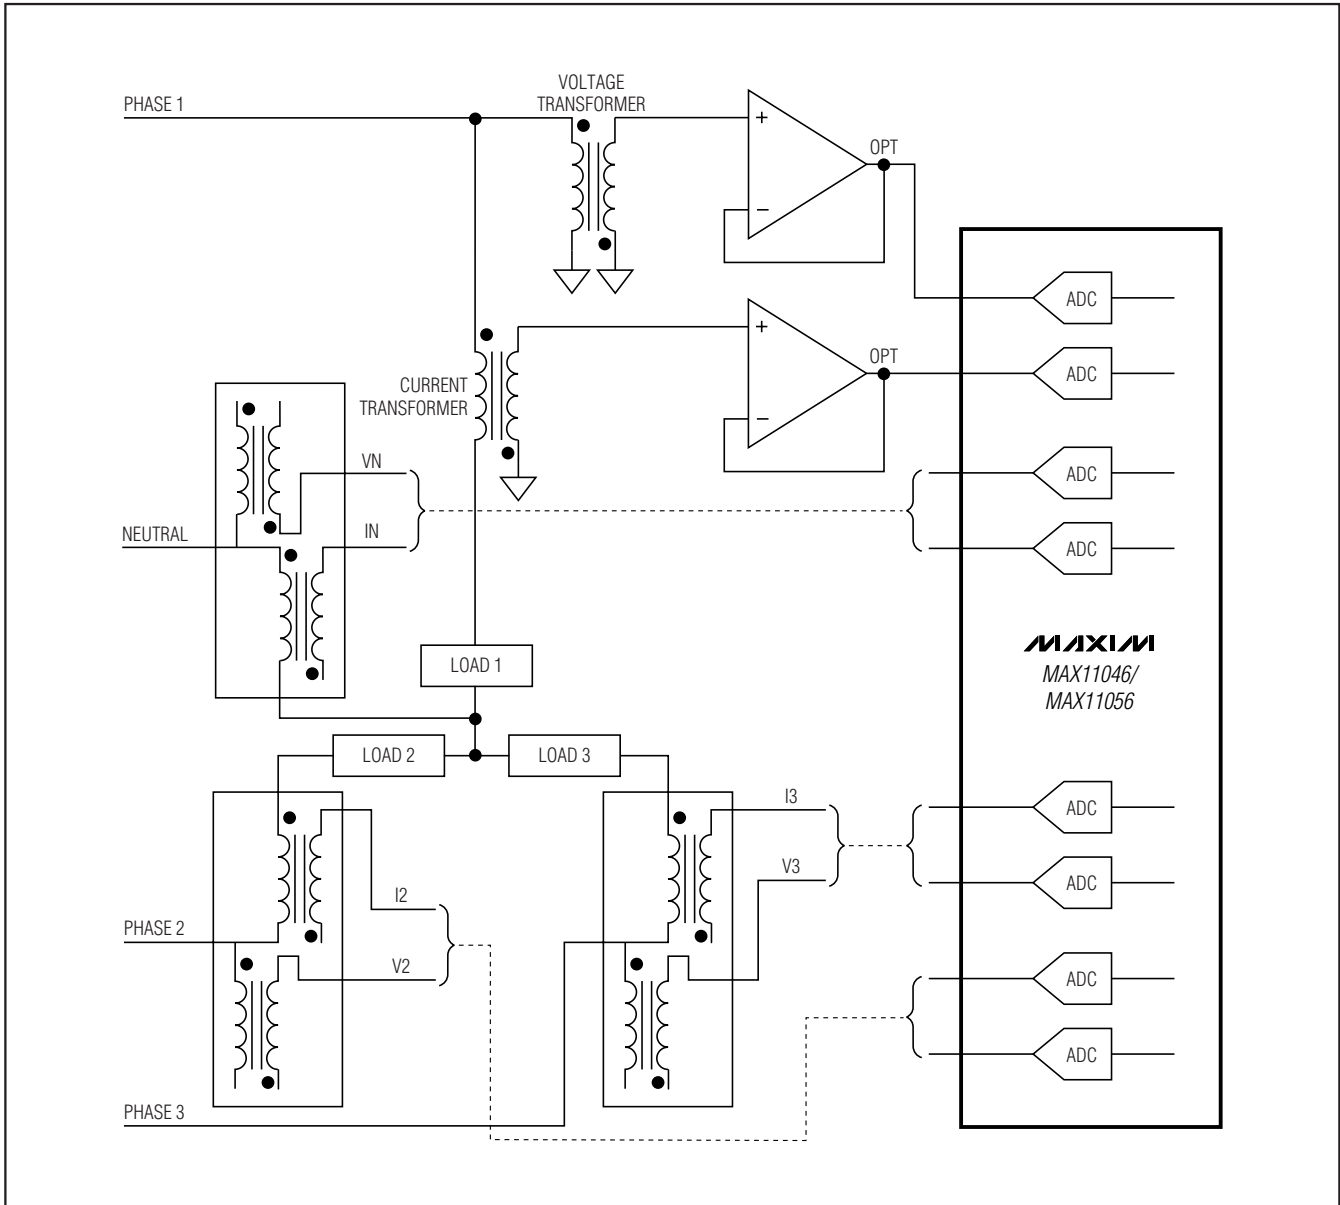 PHASE 1
VOLTAGE
TRANSFORMER
+
−
OPT
ADC
CURRENT
TRANSFORMER
+
−
OPT
ADC
VN
IN
NEUTRAL
ADC
ADC
LOAD 1
MAXIM
MAX11046/
MAX11056
LOAD 2
LOAD 3
I3
V3
ADC
ADC
I2
V2
PHASE 2
ADC
ADC
PHASE 3